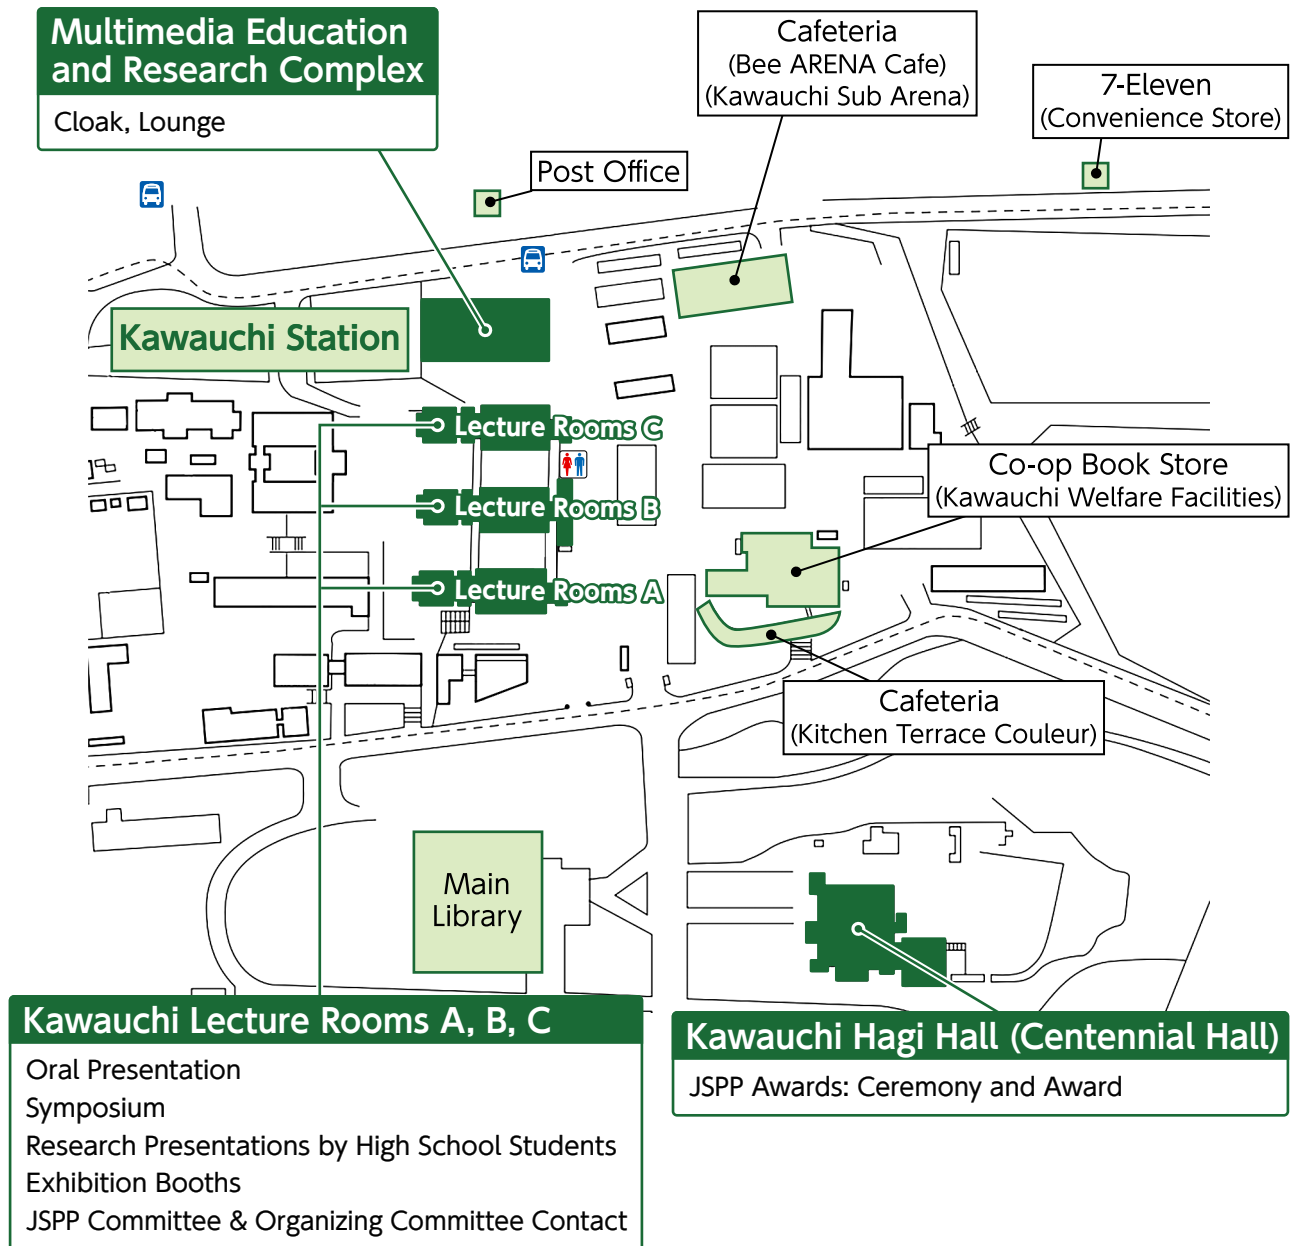 Multimedia Education
and Research Complex
Cloak, Lounge
Cafeteria
(Bee ARENA Cafe)
(Kawauchi Sub Arena)
7-Eleven
(Convenience Store)
Post Office
Kawauchi Station
Lecture Rooms C
Lecture Rooms B
Lecture Rooms A
Co-op Book Store
(Kawauchi Welfare Facilities)
Cafeteria
(Kitchen Terrace Couleur)
Main
Library
Kawauchi Lecture Rooms A, B, C
Oral Presentation
Symposium
Research Presentations by High School Students
Exhibition Booths
JSPP Committee & Organizing Committee Contact
Kawauchi Hagi Hall (Centennial Hall)
JSPP Awards: Ceremony and Award